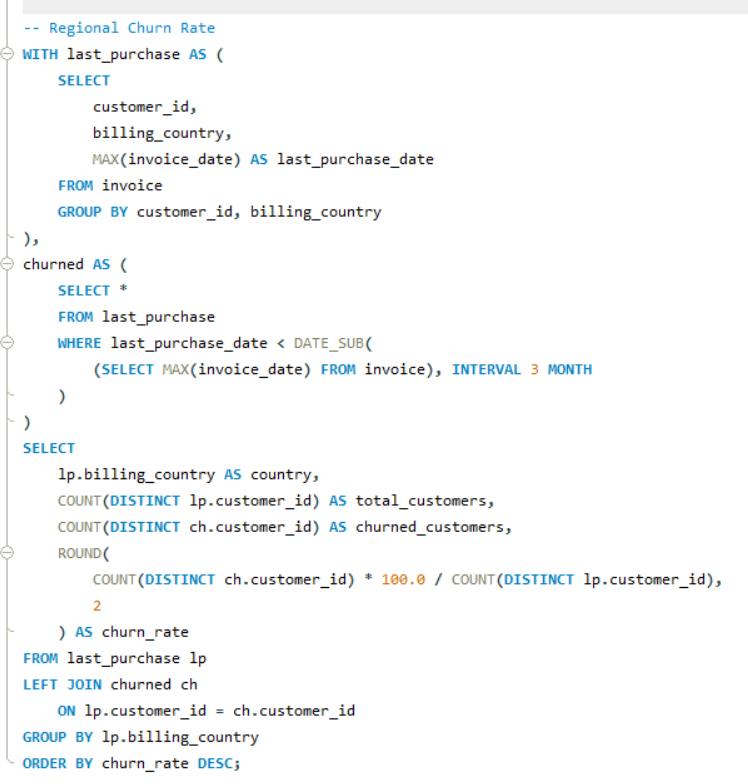 -- Regional Churn Rate
WITH last_purchase AS (
    SELECT
        customer_id,
        billing_country,
        MAX(invoice_date) AS last_purchase_date
    FROM invoice
    GROUP BY customer_id, billing_country
),
churned AS (
    SELECT *
    FROM last_purchase
    WHERE last_purchase_date < DATE_SUB(
        (SELECT MAX(invoice_date) FROM invoice), INTERVAL 3 MONTH
    )
)
SELECT
    lp.billing_country AS country,
    COUNT(DISTINCT lp.customer_id) AS total_customers,
    COUNT(DISTINCT ch.customer_id) AS churned_customers,
    ROUND(
        COUNT(DISTINCT ch.customer_id) * 100.0 / COUNT(DISTINCT lp.customer_id),
        2
    ) AS churn_rate
FROM last_purchase lp
LEFT JOIN churned ch
    ON lp.customer_id = ch.customer_id
GROUP BY lp.billing_country
ORDER BY churn_rate DESC;